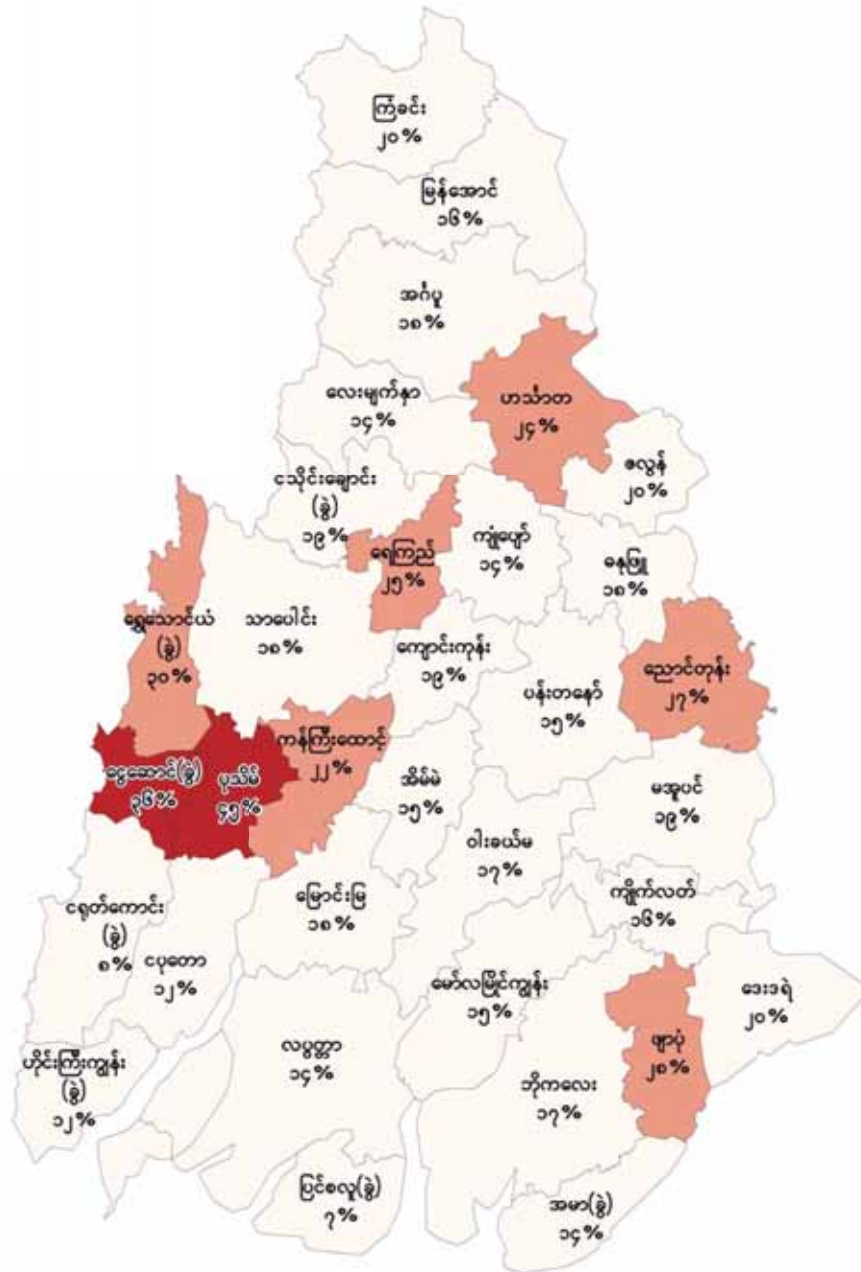 ကြံခင်း
၂၀%
မြန်အောင်
၁၆%
အင်္ဂပူ
၁၈%
လေးမျက်နှာ
၁၄%
ဟင်္သာတ
၂၄%
ဇလွန်
၂၀%
ငသိုင်းချောင်း
(ခွဲ)
၁၉%
ရေကြည်
၂၅%
ကျုံပျော်
၁၄%
ဓနုဖြူ
၁၈%
ရွှေသောင်ယံ
(ခွဲ)
၃၀%
သာပေါင်း
၁၈%
ကျောင်းကုန်း
၁၉%
ပန်းတနော်
၁၅%
ညောင်တုန်း
၂၇%
ငွေဆောင်(ခွဲ)
၃၆%
ပုသိမ်
၄၅%
ကန်ကြီးထောင့်
၂၂%
အိမ်မဲ
၁၅%
မအူပင်
၁၉%
ဝါးခယ်မ
၁၇%
ငရုတ်ကောင်း
(ခွဲ)
၈%
ငပုတော
၁၂%
မြောင်းမြ
၁၈%
ကျိုက်လတ်
၁၆%
မော်လမြိုင်ကျွန်း
၁၅%
ဒေးဒရဲ
၂၀%
ဟိုင်းကြီးကျွန်း
(ခွဲ)
၁၂%
လပွတ္တာ
၁၄%
ဘိုကလေး
၁၇%
ဖျာပုံ
၂၈%
ပြင်စလူ(ခွဲ)
၇%
အမာ(ခွဲ)
၁၄%